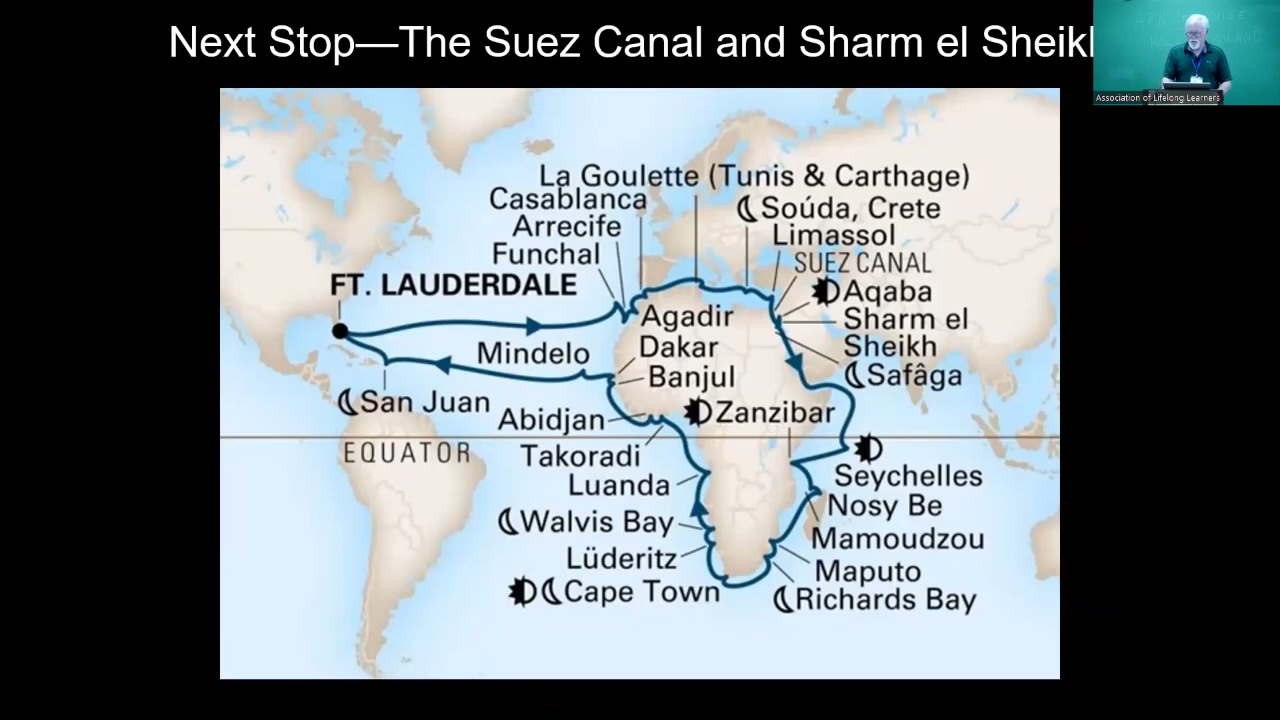 Next Stop—The Suez Canal and Sharm el Sheikh
Association of Lifelong Learners
La Goulette (Tunis & Carthage)
Casablanca
Soúda, Crete
Arrecife
Limassol
Funchal
SUEZ CANAL
FT. LAUDERDALE
Aqaba
Agadir
Sharm el
Sheikh
Mindelo
Dakar
Banjul
Safâga
San Juan
Abidjan
Zanzibar
EQUATOR
Takoradi
Seychelles
Luanda
Nosy Be
Walvis Bay
Mamoudzou
Lüderitz
Maputo
Cape Town
Richards Bay